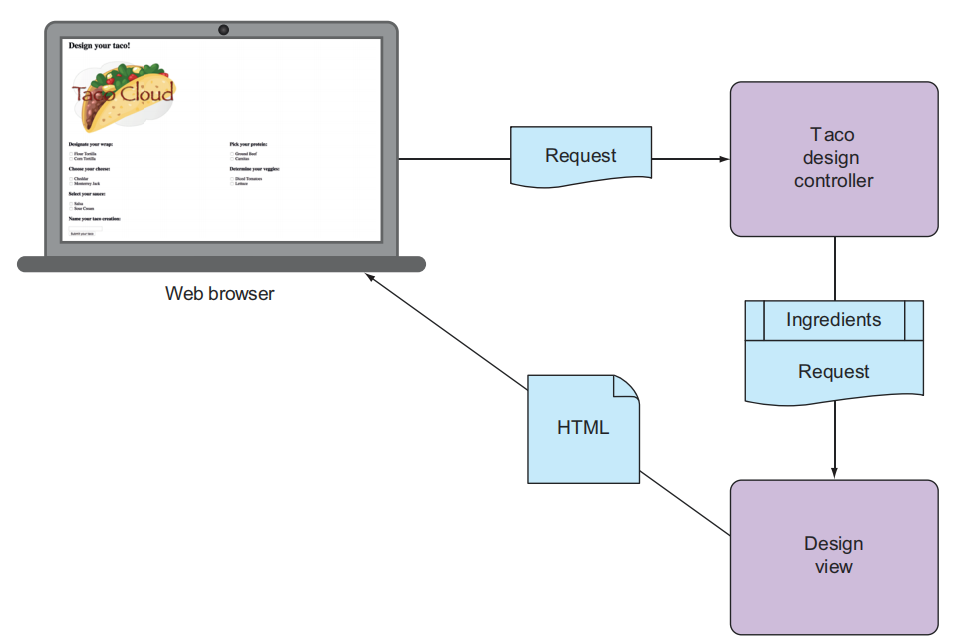 Design your taco!
Taco Cloud
Designate your wrap:
Flour Tortilla
Corn Tortilla
Choose your cheese:
Cheddar
Monterrey Jack
Select your sauce:
Salsa
Sour Cream
Name your taco creation:
Submit your taco
Pick your protein:
Ground Beef
Carnitas
Determine your veggies:
Diced Tomatoes
Lettuce
Web browser
Request
Taco
design
controller
Ingredients
Request
HTML
Design
view